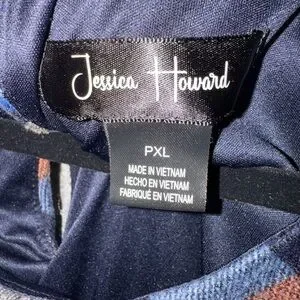 Jessica Howard
PXL
MADE IN VIETNAM
HECHO EN VIETNAM
FABRIQUÉ EN VIETNAM